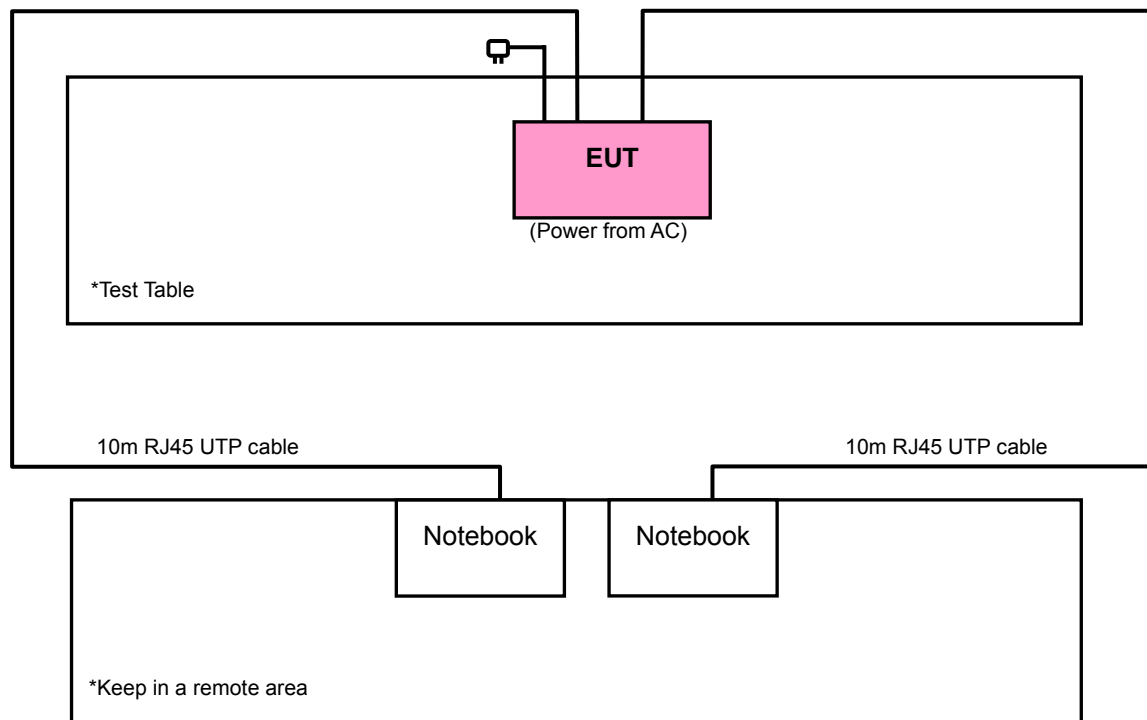 EUT
(Power from AC)
*Test Table
10m RJ45 UTP cable
10m RJ45 UTP cable
Notebook
Notebook
*Keep in a remote area